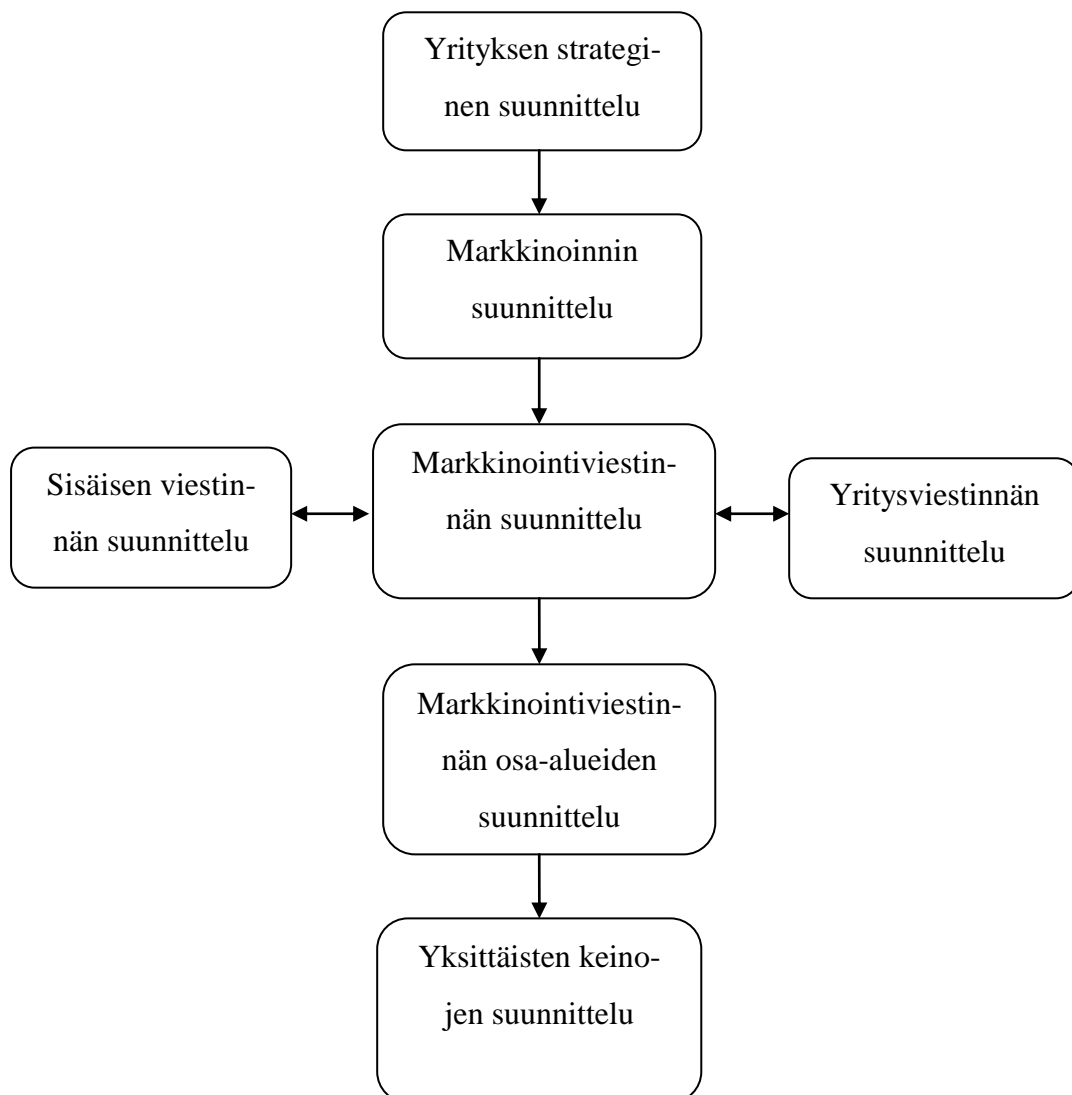 Yrityksen strategi-
nen suunnittelu
Markkinoinnin
suunnittelu
Sisäisen viestin-
nän suunnittelu
Markkinointiviestin-
nän suunnittelu
Yritysviestinnän
suunnittelu
Markkinointiviestin-
nän osa-alueiden
suunnittelu
Yksittäisten keino-
jen suunnittelu